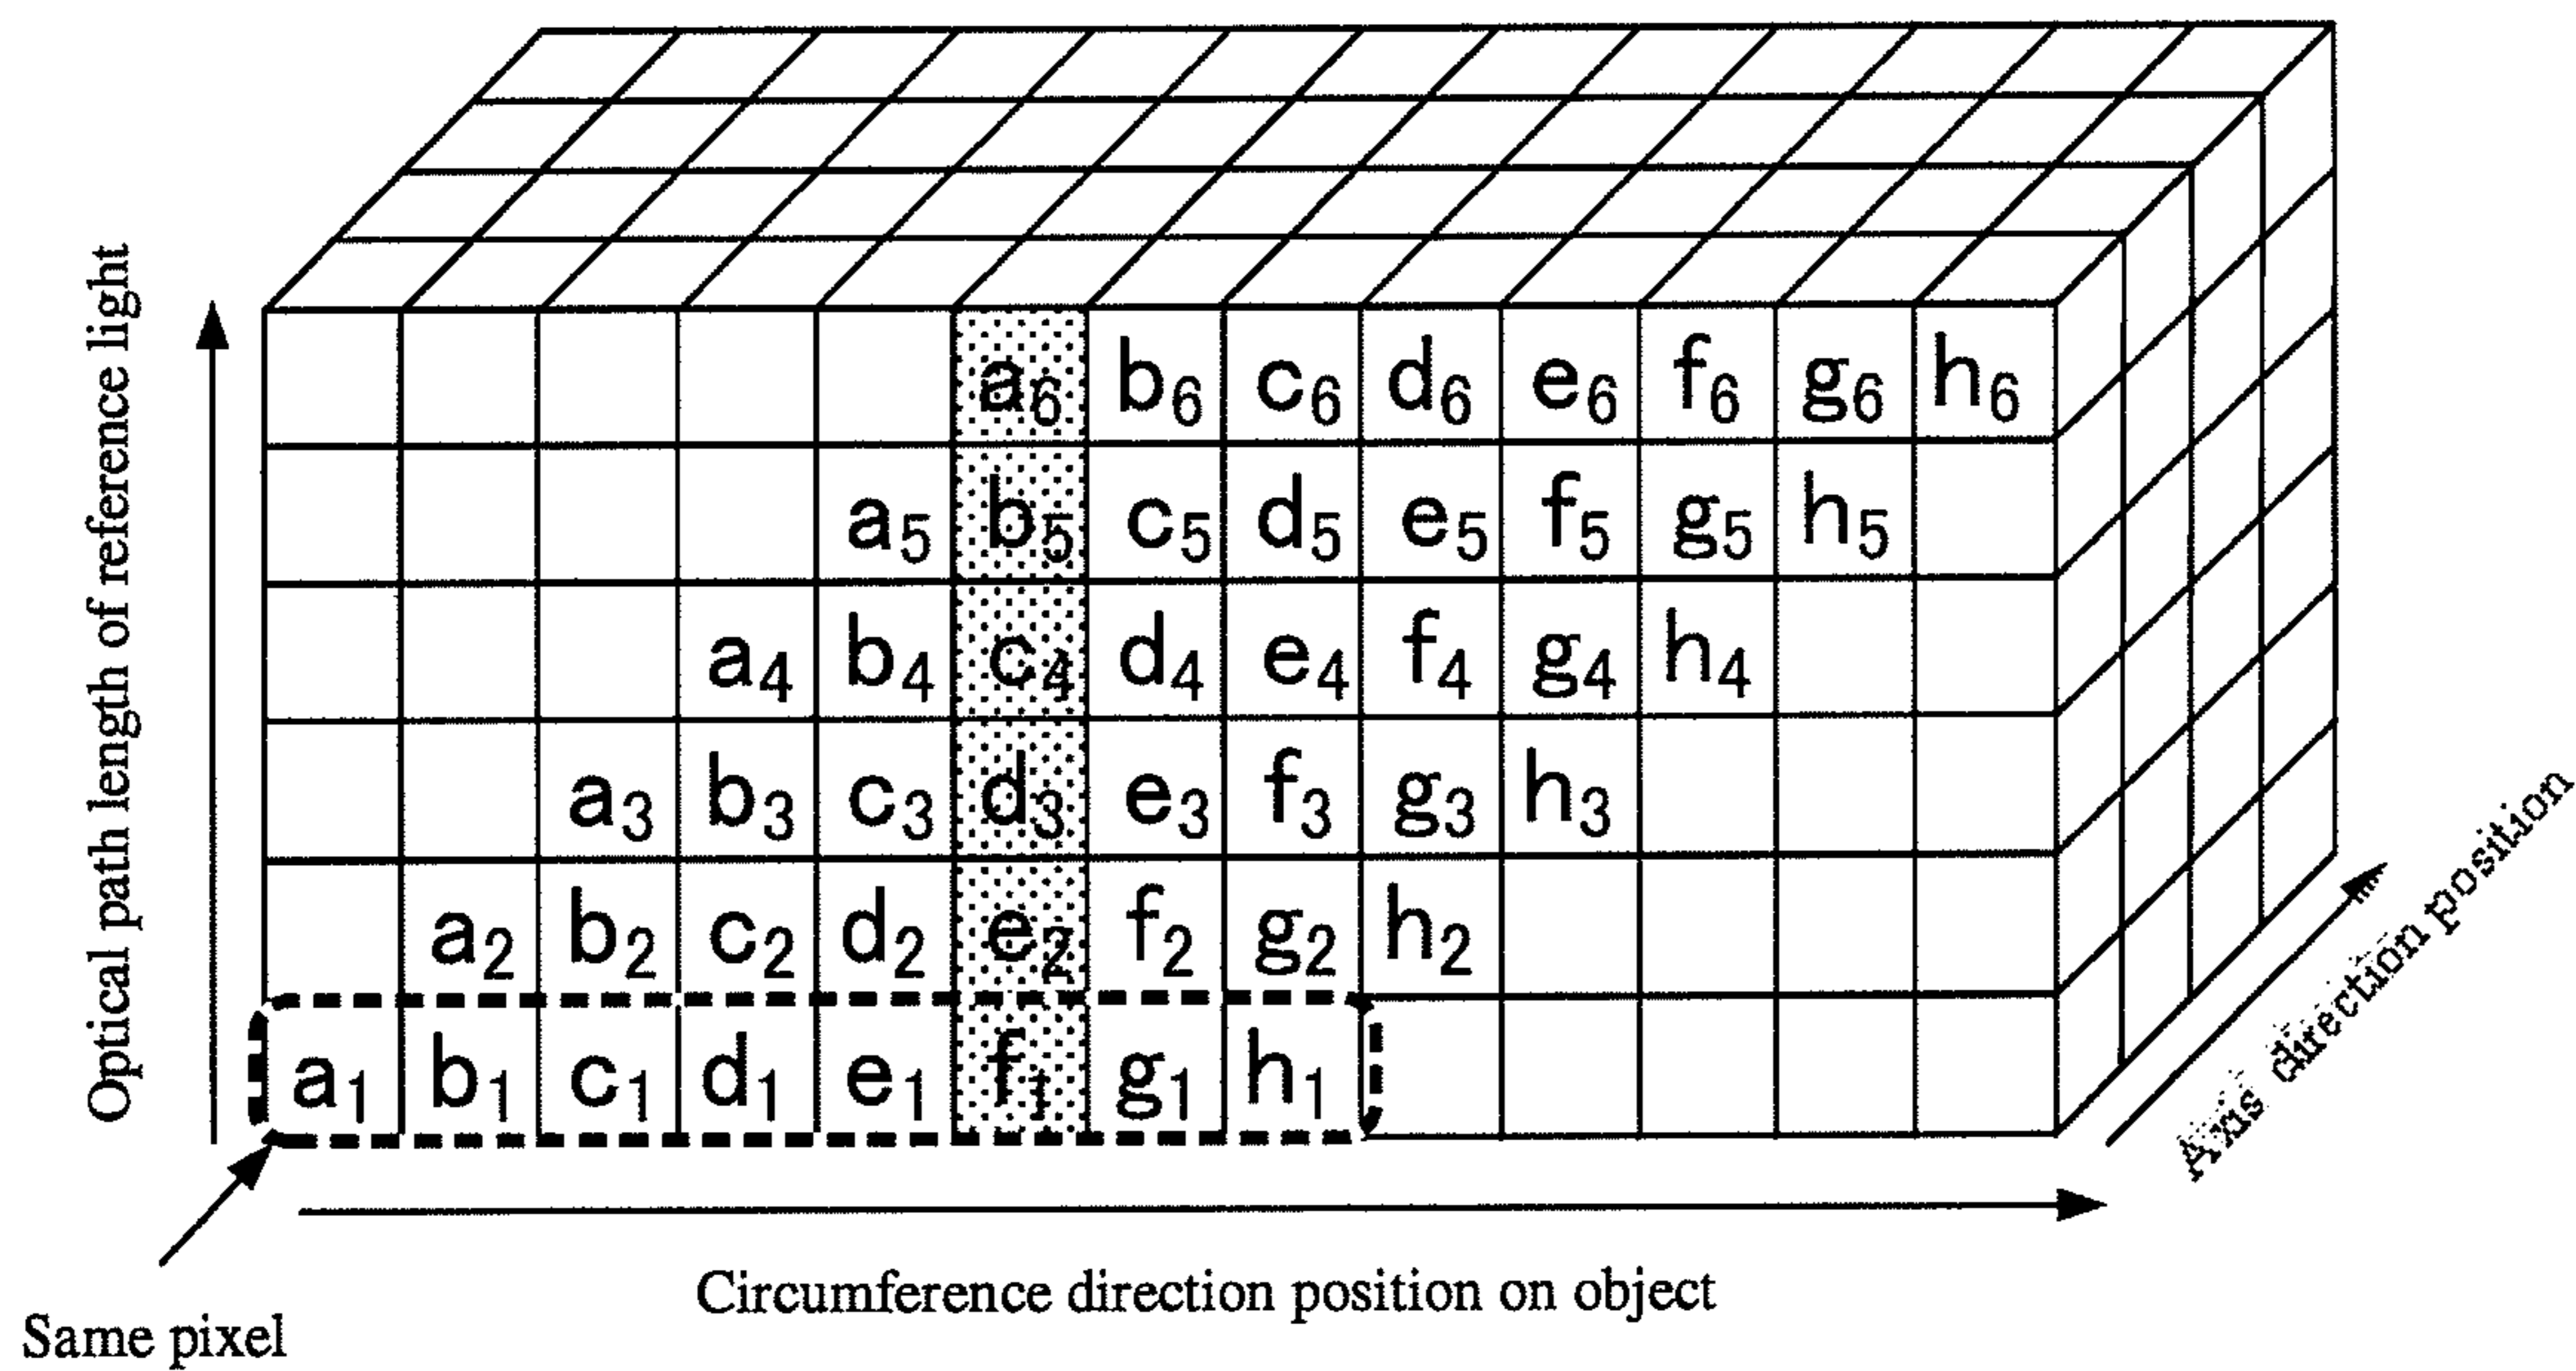 Optical path length of reference light
a6 b6 c6 d6 e6 f6 g6 h6
a5 b5 c5 d5 e5 f5 g5 h5
a4 b4 c4 d4 e4 f4 g4 h4
a3 b3 c3 d3 e3 f3 g3 h3
a2 b2 c2 d2 e2 f2 g2 h2
a1 b1 c1 d1 e1 f1 g1 h1
Axis direction position
Circumference direction position on object
Same pixel